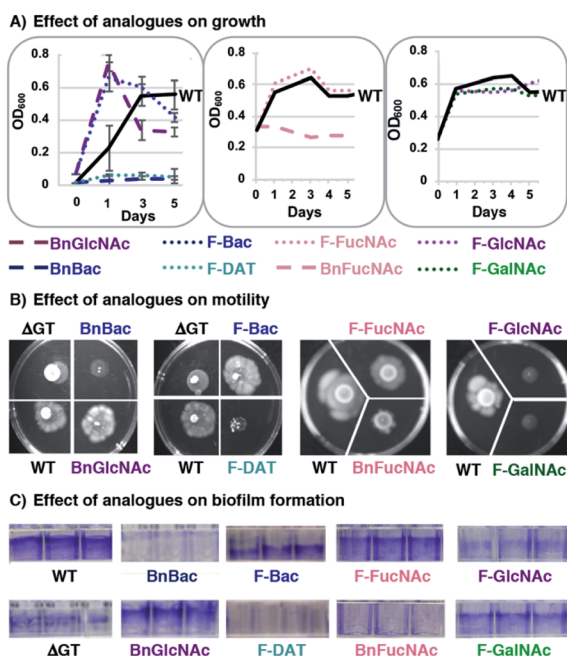 A) Effect of analogues on growth
0.8
0.6
0.4
0.2
0
OD600
WT
0 1 3 5
Days
0.8
0.6
0.4
0.2
0
OD600
WT
0 1 2 3 4 5
Days
0.8
0.6
0.4
0.2
0
OD600
WT
0 1 2 3 4 5
Days
BnGlcNAc F-Bac F-FucNAc F-GlcNAc
BnBac F-DAT BnFucNAc F-GalNAc
B) Effect of analogues on motility
ΔGT BnBac ΔGT F-Bac F-FucNAc F-GlcNAc
WT BnGlcNAc WT F-DAT WT BnFucNAc WT F-GalNAc
C) Effect of analogues on biofilm formation
WT BnBac F-Bac F-FucNAc F-GlcNAc
ΔGT BnGlcNAc F-DAT BnFucNAc F-GalNAc